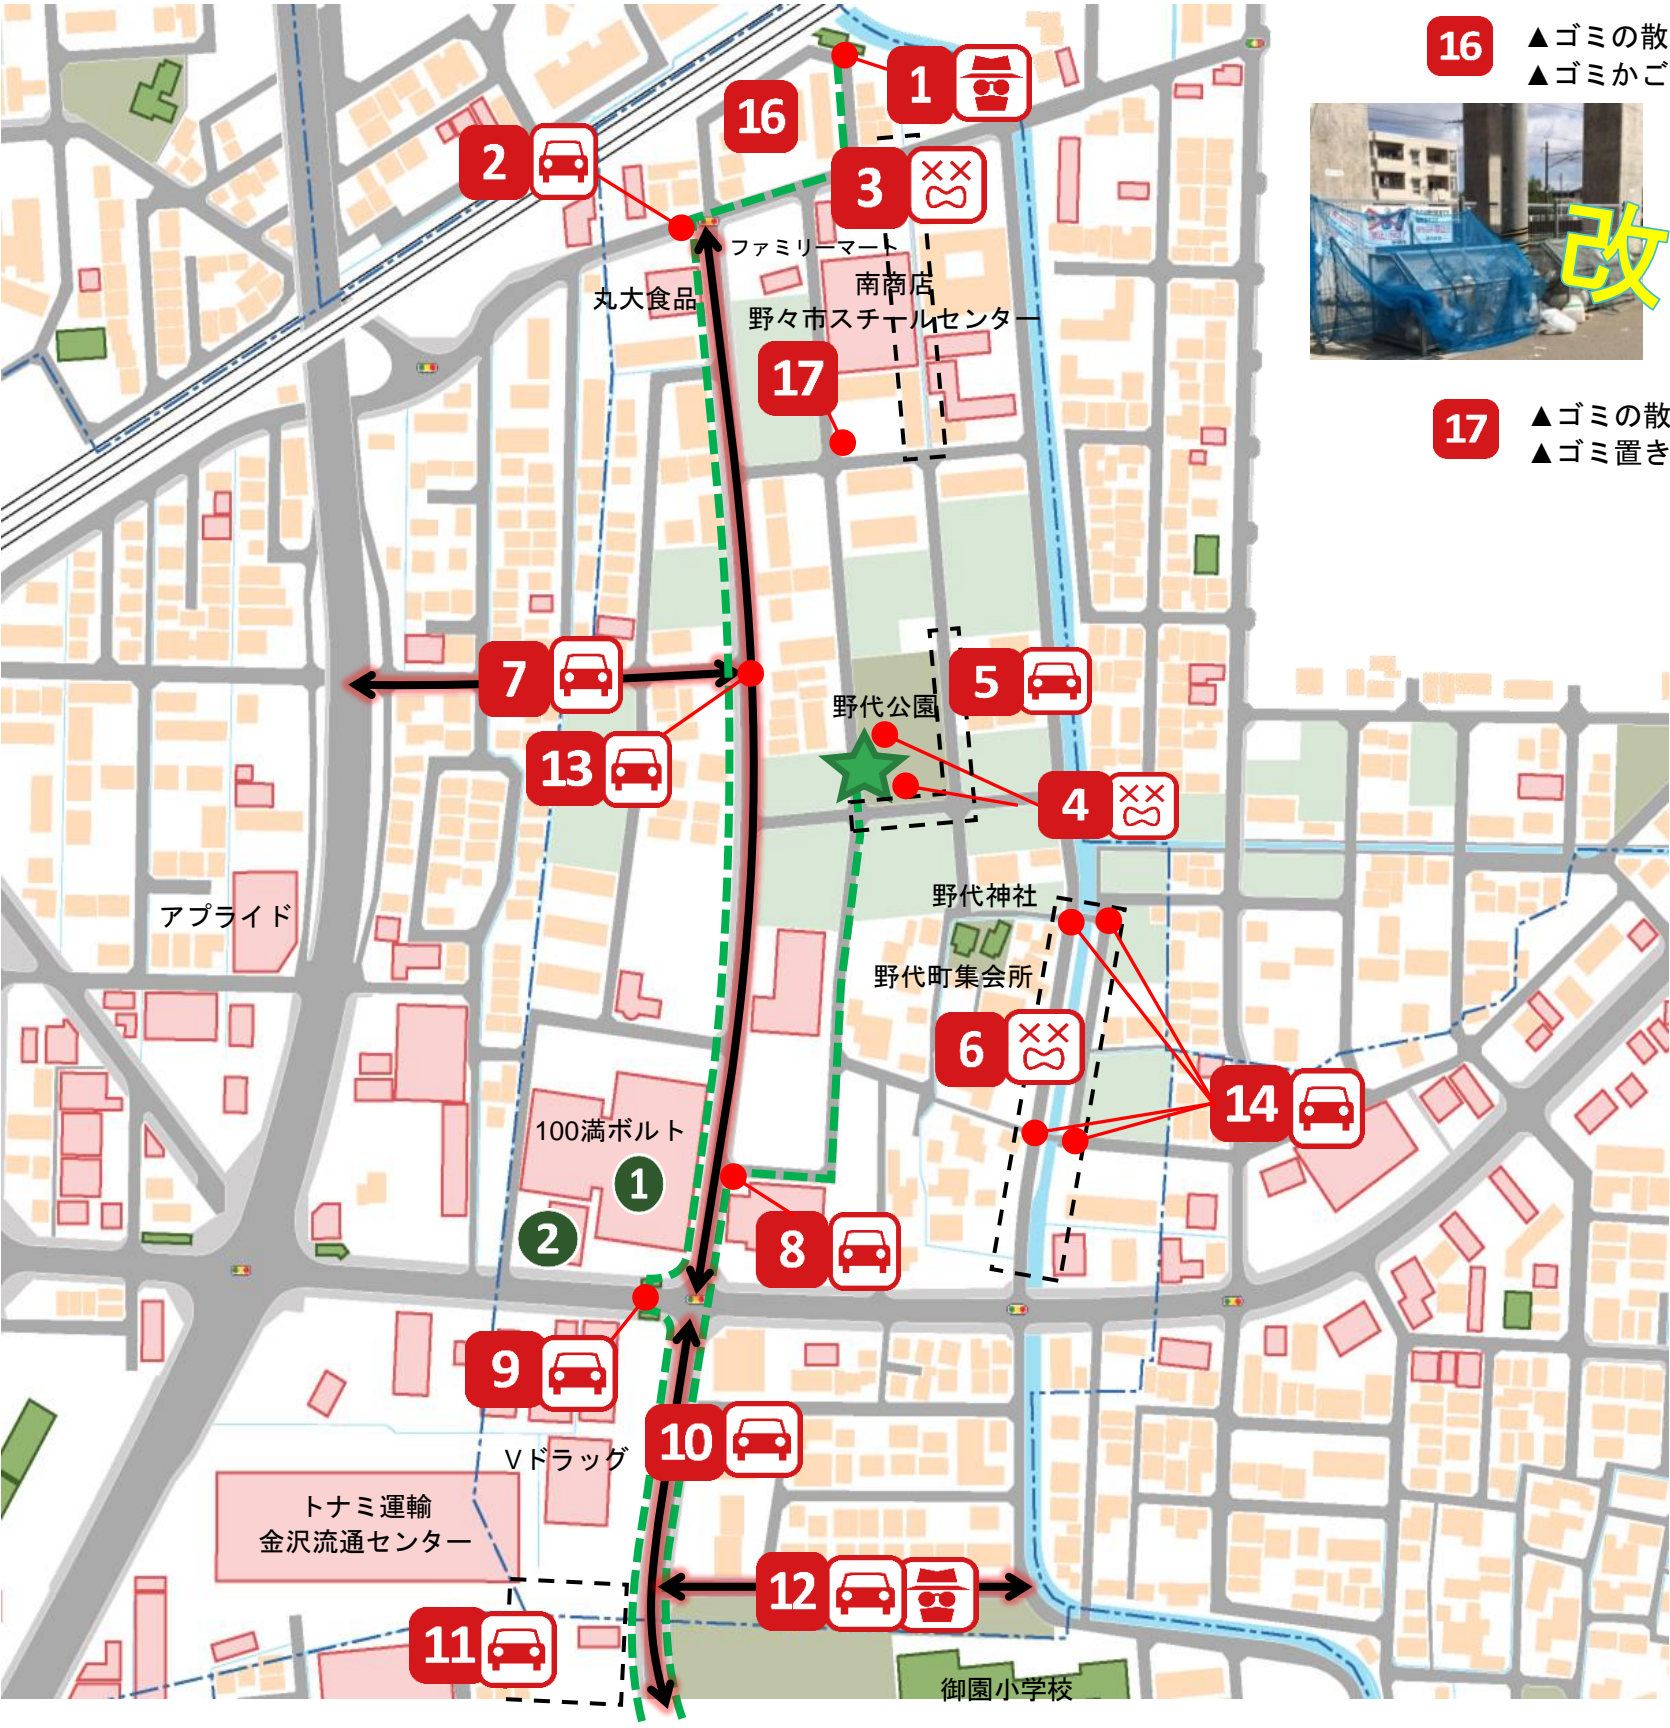 16
▲ゴミの散
▲ゴミかご
1
16
2
3
ファミリーマート
丸大食品
南商店
野々市スチールセンター
改
17
17
▲ゴミの散
▲ゴミ置き
7
5
野代公園
13
4
野代神社
アプライド
野代町集会所
6
14
100満ボルト
1
2
8
9
10
Vドラッグ
トナミ運輸
金沢流通センター
12
11
御園小学校